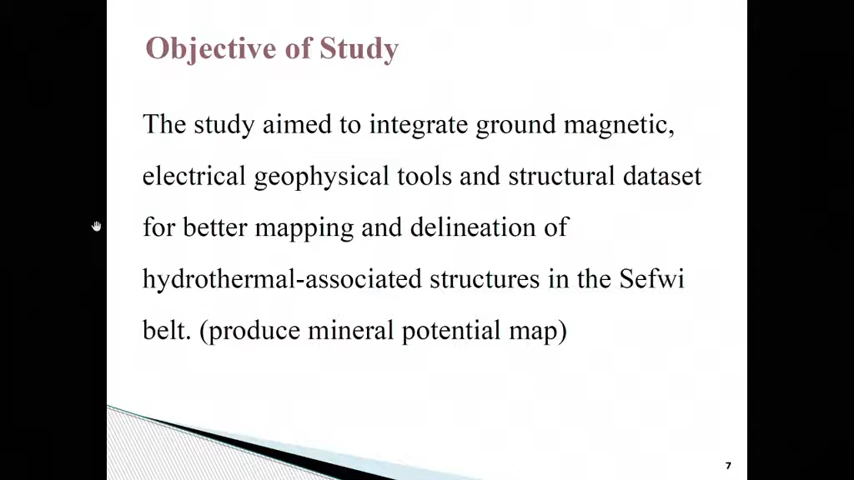 Objective of Study
The study aimed to integrate ground magnetic,
electrical geophysical tools and structural dataset
for better mapping and delineation of
hydrothermal-associated structures in the Sefwi
belt. (produce mineral potential map)
7